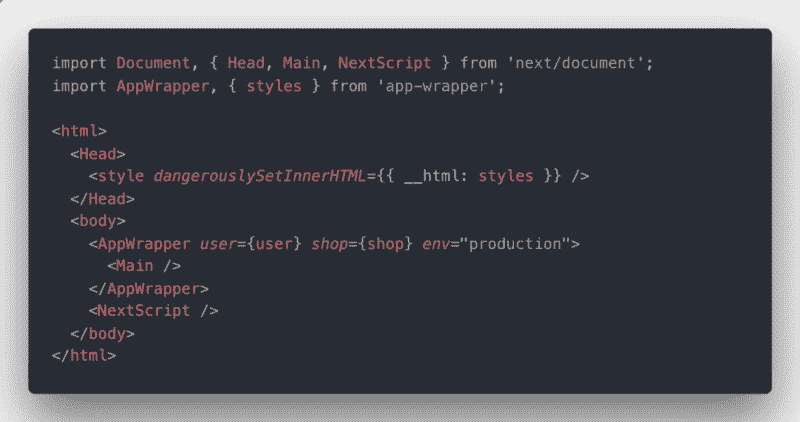 import Document, { Head, Main, NextScript } from 'next/document';
import AppWrapper, { styles } from 'app-wrapper';
<html>
<Head>
<style dangerouslySetInnerHTML={{ __html: styles }} />
</Head>
<body>
<AppWrapper user={user} shop={shop} env="production">
<Main />
</AppWrapper>
<NextScript />
</body>
</html>